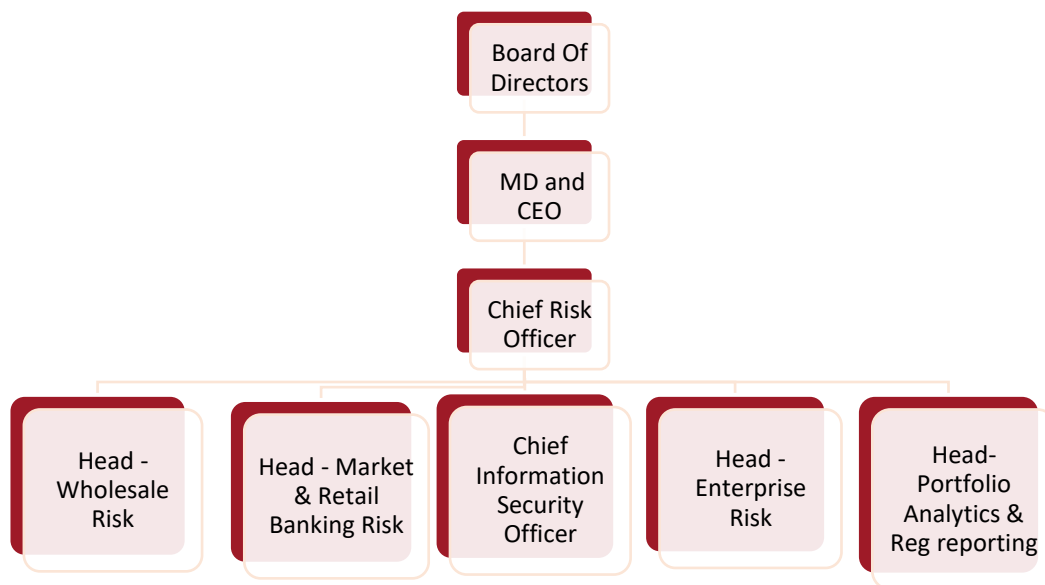 Board Of
Directors
MD and
CEO
Chief Risk
Officer
Head -
Wholesale
Risk
Head - Market
& Retail
Banking Risk
Chief
Information
Security
Officer
Head -
Enterprise
Risk
Head-
Portfolio
Analytics &
Reg reporting